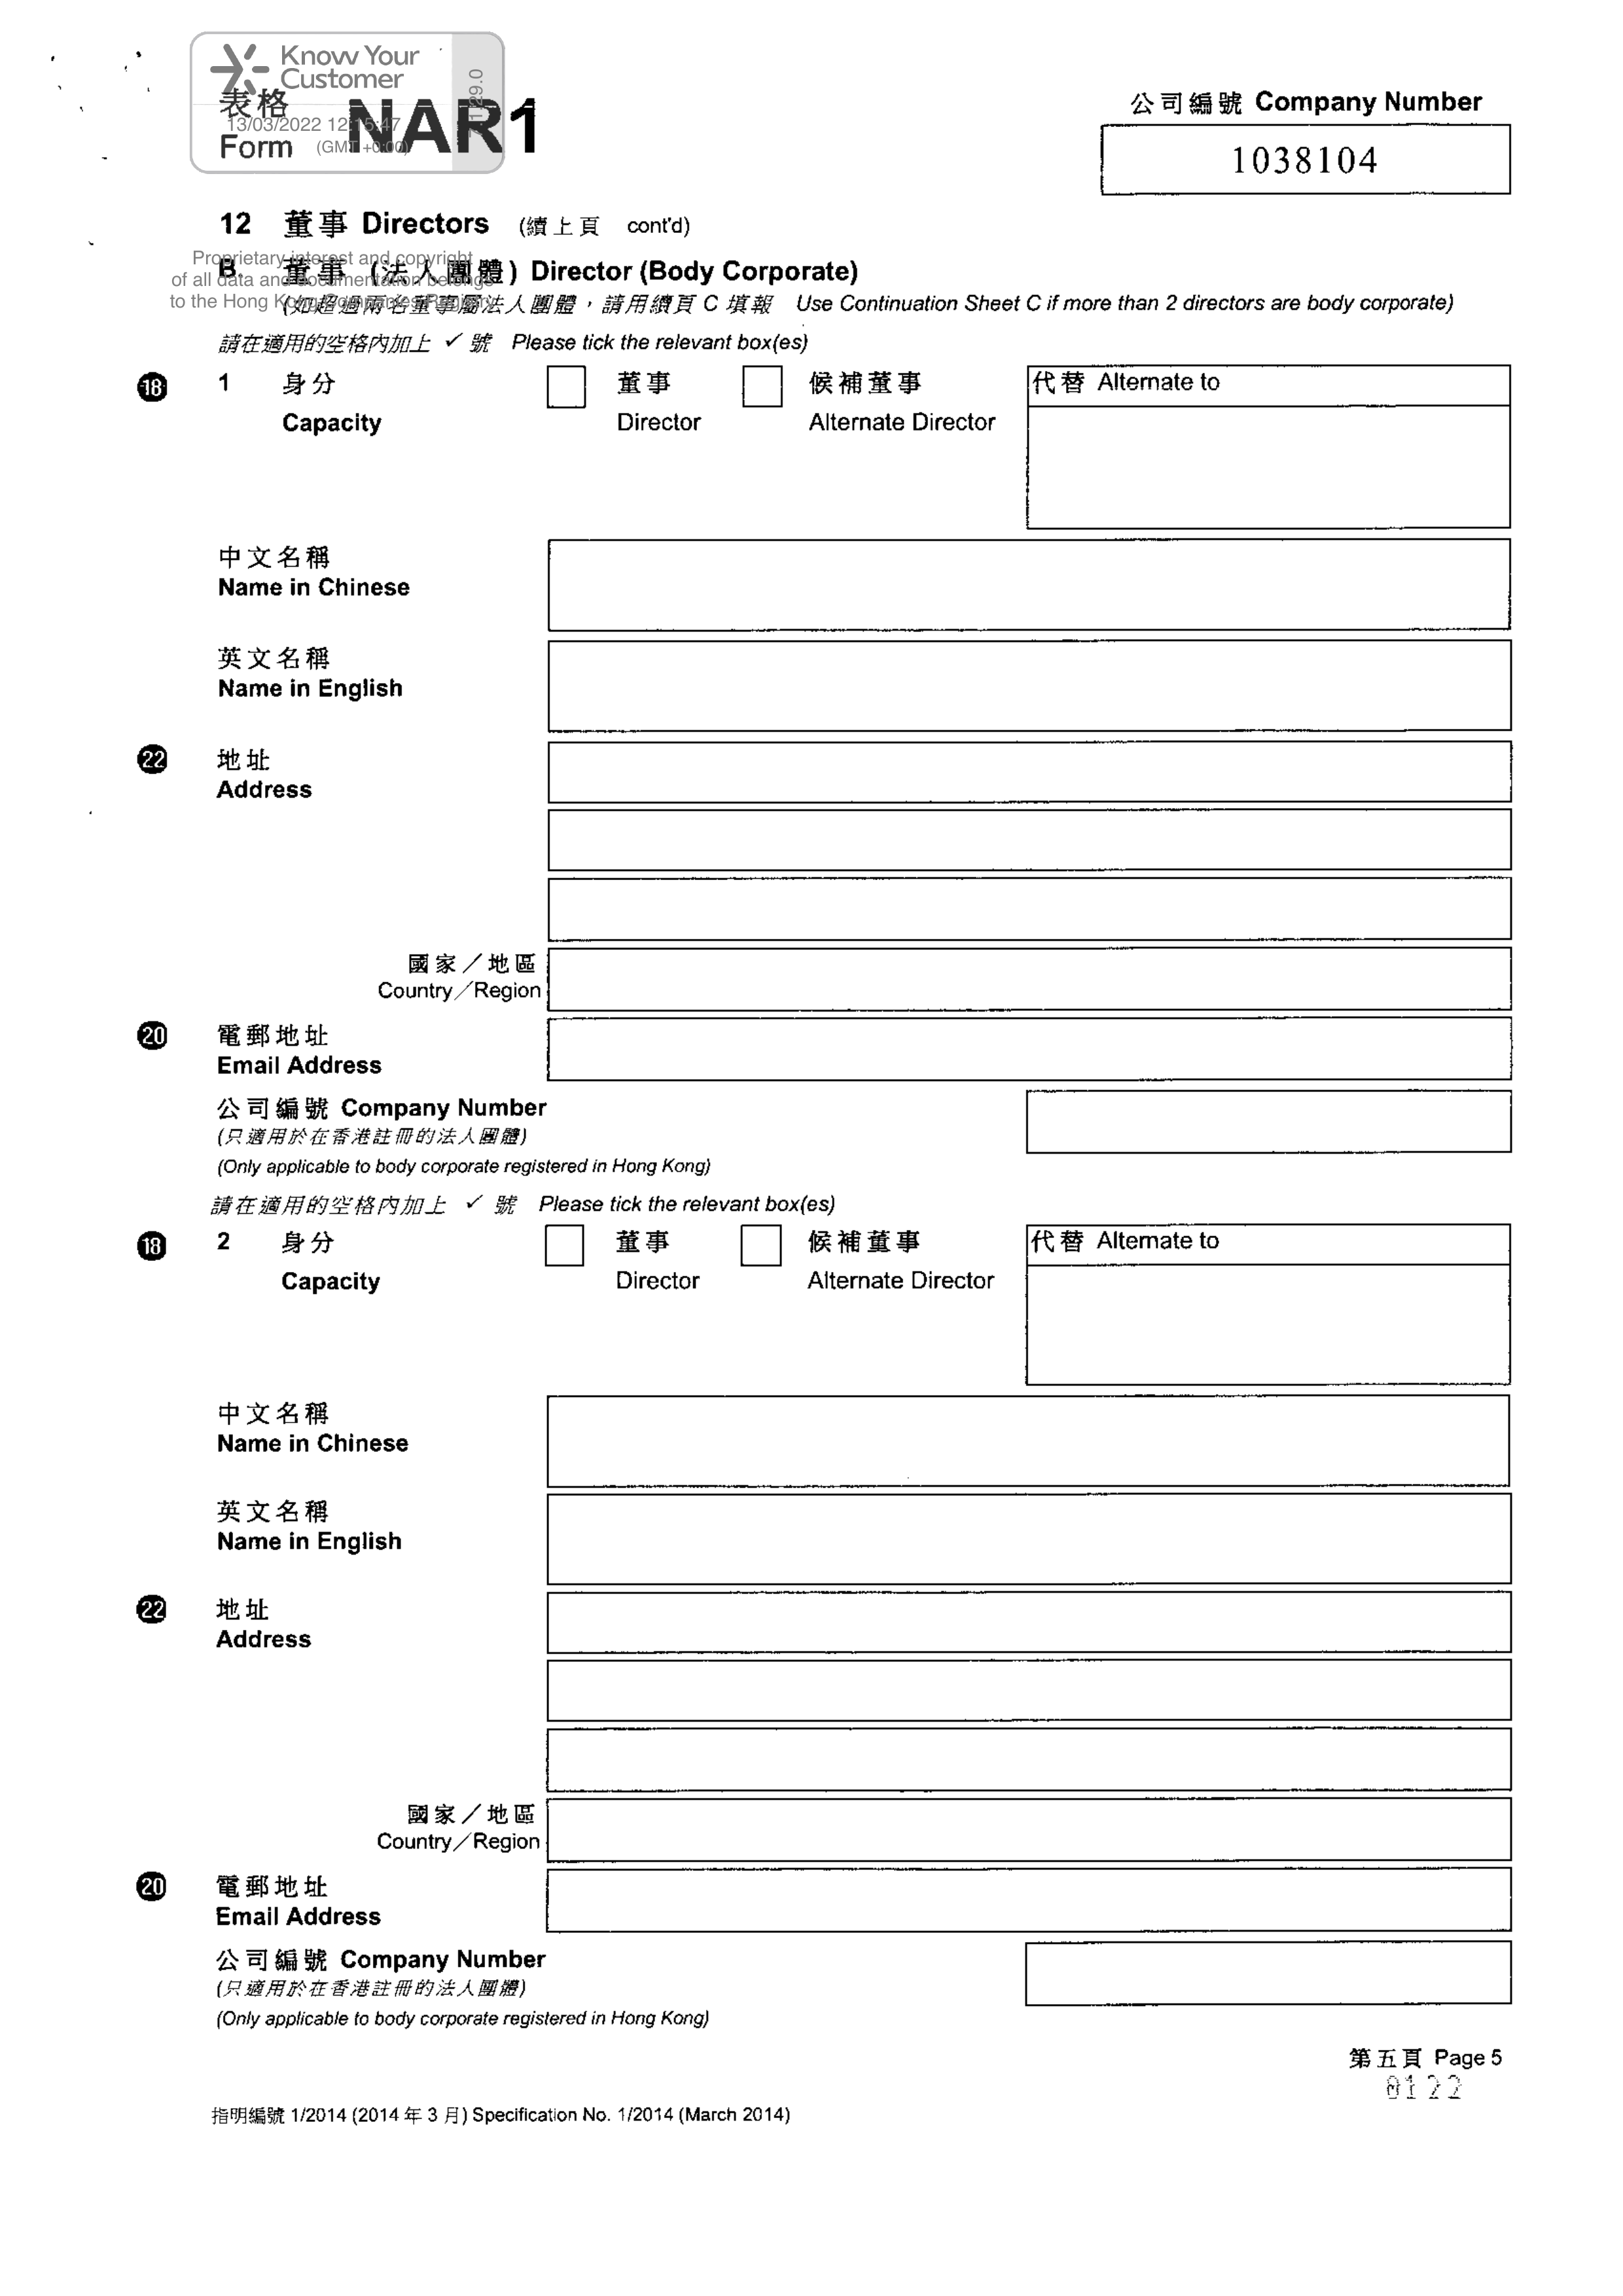 Know Your
Customer
表格
Form NAR1
13/03/2022 12:15:47
(GMT +0:00)
公司編號 Company Number
1038104
12 董事 Directors (續上頁 cont'd)
Proprietary interest and copyright
of all data and documentation belongs
to the Hong Kong Companies Registry
B. 董事 (法人團體) Director (Body Corporate)
(如超過兩名董事屬法人團體，請用續頁 C 填報 Use Continuation Sheet C if more than 2 directors are body corporate)
請在適用的空格內加上 ✓ 號 Please tick the relevant box(es)
18 1 身分 董事 候補董事 代替 Alternate to
Capacity Director Alternate Director
中文名稱
Name in Chinese
英文名稱
Name in English
22 地址
Address
國家／地區
Country／Region
20 電郵地址
Email Address
公司編號 Company Number
(只適用於在香港註冊的法人團體)
(Only applicable to body corporate registered in Hong Kong)
請在適用的空格內加上 ✓ 號 Please tick the relevant box(es)
18 2 身分 董事 候補董事 代替 Alternate to
Capacity Director Alternate Director
中文名稱
Name in Chinese
英文名稱
Name in English
22 地址
Address
國家／地區
Country／Region
20 電郵地址
Email Address
公司編號 Company Number
(只適用於在香港註冊的法人團體)
(Only applicable to body corporate registered in Hong Kong)
第五頁 Page 5
0122
指明編號 1/2014 (2014 年 3 月) Specification No. 1/2014 (March 2014)